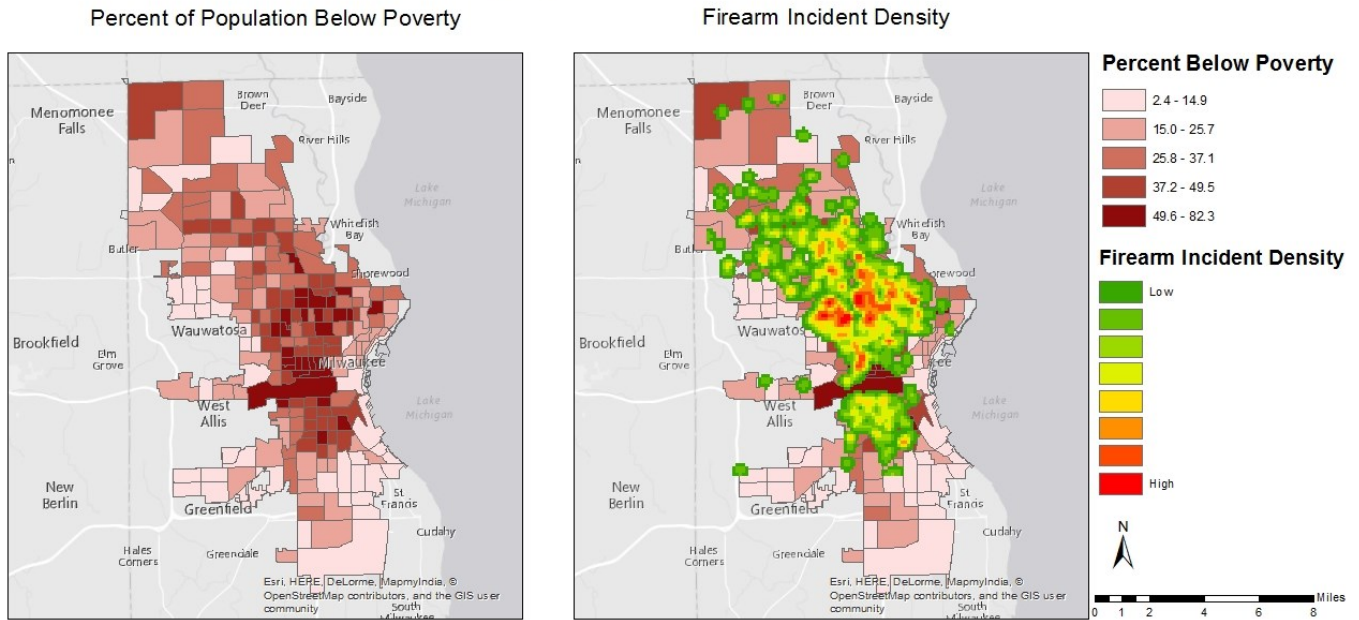 Percent of Population Below Poverty
Menomonee
Falls
Brown
Deer
Bayside
River Hills
Lake
Michigan
Whitefish
Bay
Butler
Shorewood
Wauwatosa
Brookfield
Elm
Grove
Milwaukee
West
Allis
Lake
Michigan
New
Berlin
Greenfield
St
Francis
Cudahy
Hales
Corners
Greendale
Esri, HERE, DeLorme, MapmyIndia, ©
OpenStreetMap contributors, and the GIS user
community
South
Firearm Incident Density
Menomonee
Falls
Brown
Deer
Bayside
River Hills
Lake
Michigan
Whitefish
Bay
But
orewood
Wauwatos
Brookfield
Elm
Grove
West
Allis
Lake
Michigan
New
Berlin
Greenfield
St
Francis
Cudahy
Hales
Corners
Greendale
Esri, HERE, DeLorme, MapmyIndia, ©
OpenStreetMap contributors, and the GIS user
community
South
Percent Below Poverty
2.4 - 14.9
15.0 - 25.7
25.8 - 37.1
37.2 - 49.5
49.6 - 82.3
Firearm Incident Density
Low
High
N
Miles
0 1 2 4 6 8